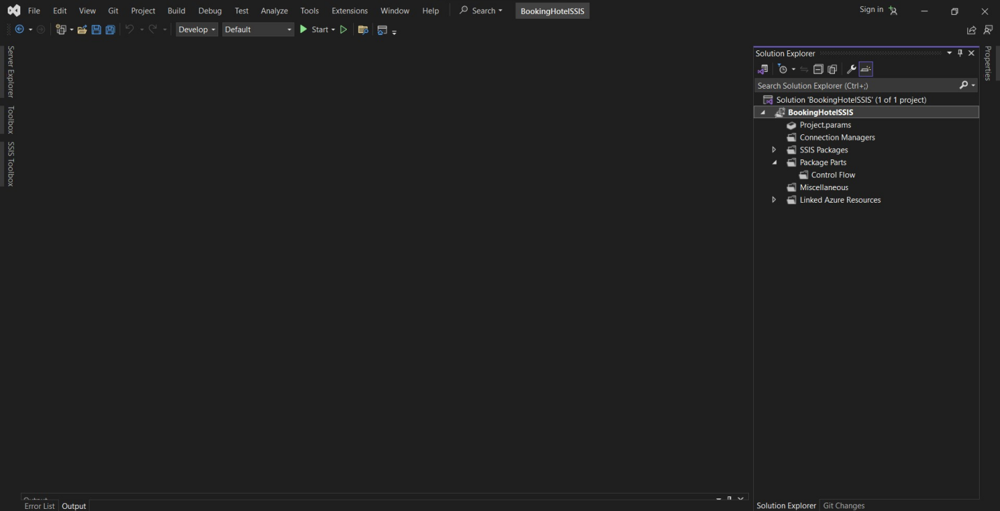 File Edit View Git Project Build Debug Test Analyze Tools Extensions Window Help Search BookingHotelSSIS Sign in
Develop Default Start
Server Explorer
Toolbox
SSIS Toolbox
Solution Explorer
Search Solution Explorer (Ctrl+;)
Solution 'BookingHotelSSIS' (1 of 1 project)
BookingHotelSSIS
Project.params
Connection Managers
SSIS Packages
Package Parts
Control Flow
Miscellaneous
Linked Azure Resources
Properties
Output
Error List Output
Solution Explorer Git Changes